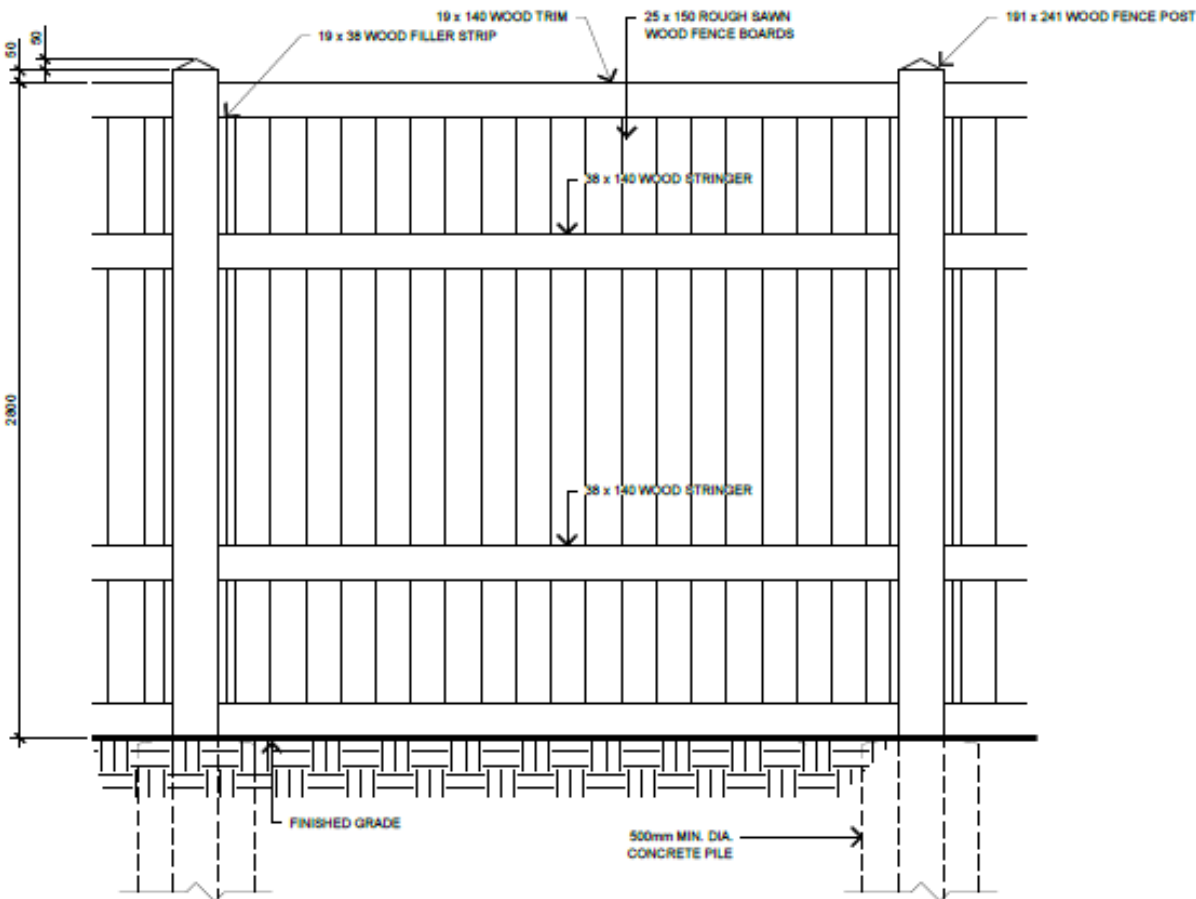 19 x 140 WOOD TRIM
25 x 150 ROUGH SAWN
WOOD FENCE BOARDS
191 x 241 WOOD FENCE POST
19 x 38 WOOD FILLER STRIP
50
50
38 x 140 WOOD STRINGER
2800
38 x 140 WOOD STRINGER
FINISHED GRADE
500mm MIN. DIA.
CONCRETE PILE